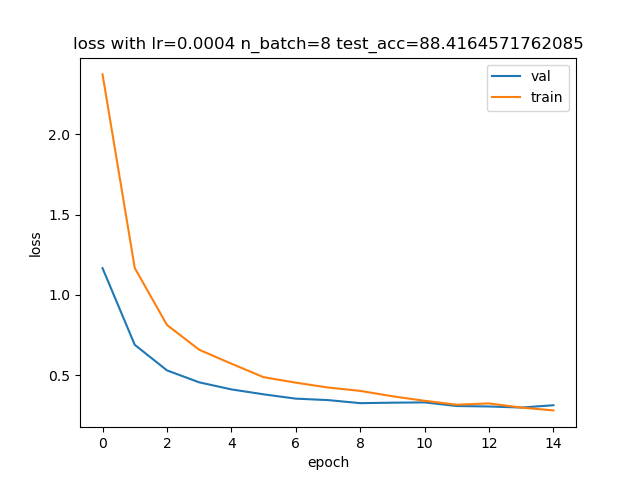 loss with lr=0.0004 n_batch=8 test_acc=88.4164571762085
val
train
2.0
1.5
1.0
0.5
loss
0 2 4 6 8 10 12 14
epoch